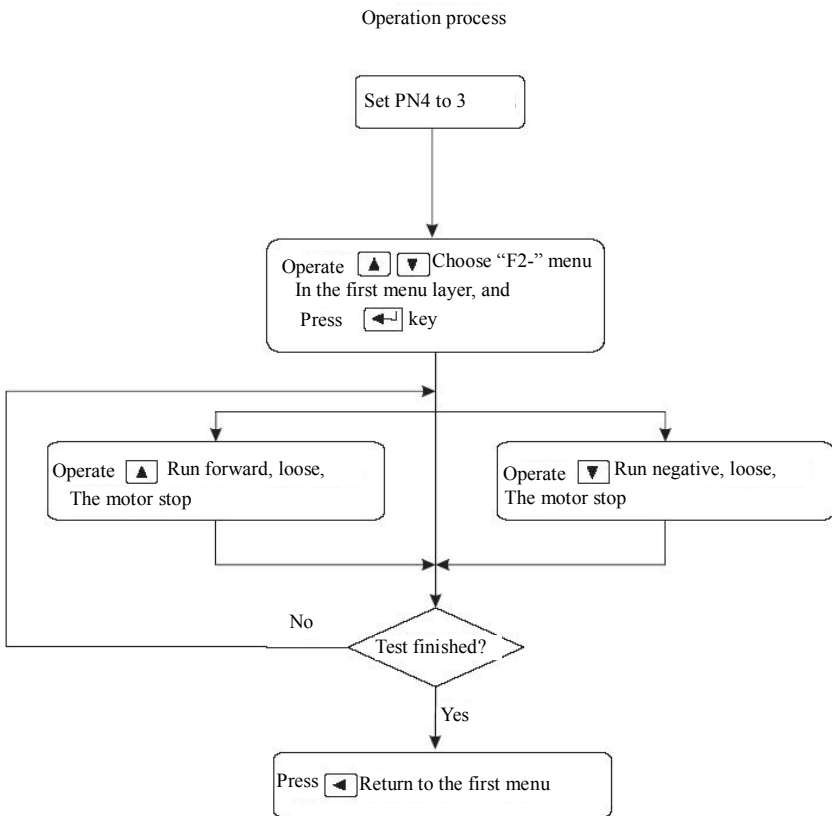 Operation process
Set PN4 to 3
Operate ▲ ▼ Choose “F2-” menu
In the first menu layer, and
Press ↵ key
Operate ▲ Run forward, loose,
The motor stop
Operate ▼ Run negative, loose,
The motor stop
No
Test finished?
Yes
Press ◄ Return to the first menu